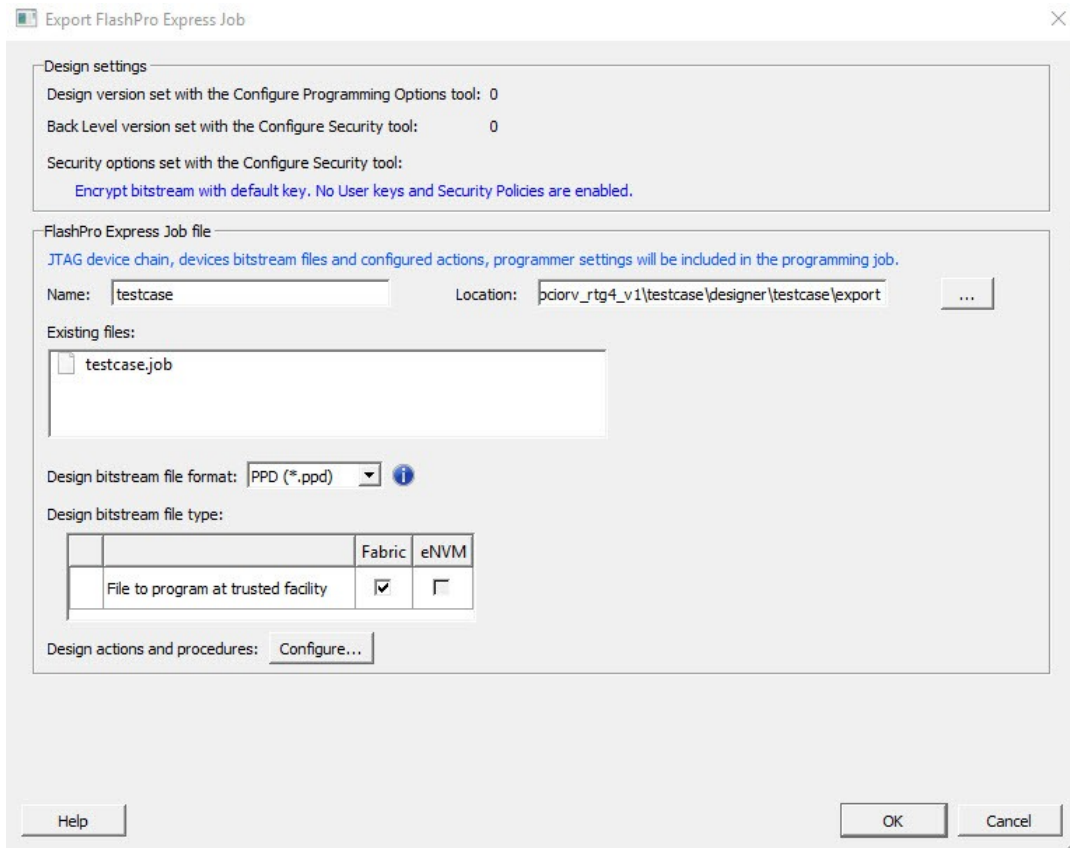 Export FlashPro Express Job
Design settings
Design version set with the Configure Programming Options tool: 0
Back Level version set with the Configure Security tool: 0
Security options set with the Configure Security tool:
Encrypt bitstream with default key. No User keys and Security Policies are enabled.
FlashPro Express Job file
JTAG device chain, devices bitstream files and configured actions, programmer settings will be included in the programming job.
Name: testcase Location: pciorv_rtg4_v1\testcase\designer\testcase\export ...
Existing files:
testcase.job
Design bitstream file format: PPD (*.ppd) i
Design bitstream file type:
Fabric eNVM
File to program at trusted facility
Design actions and procedures: Configure...
Help OK Cancel